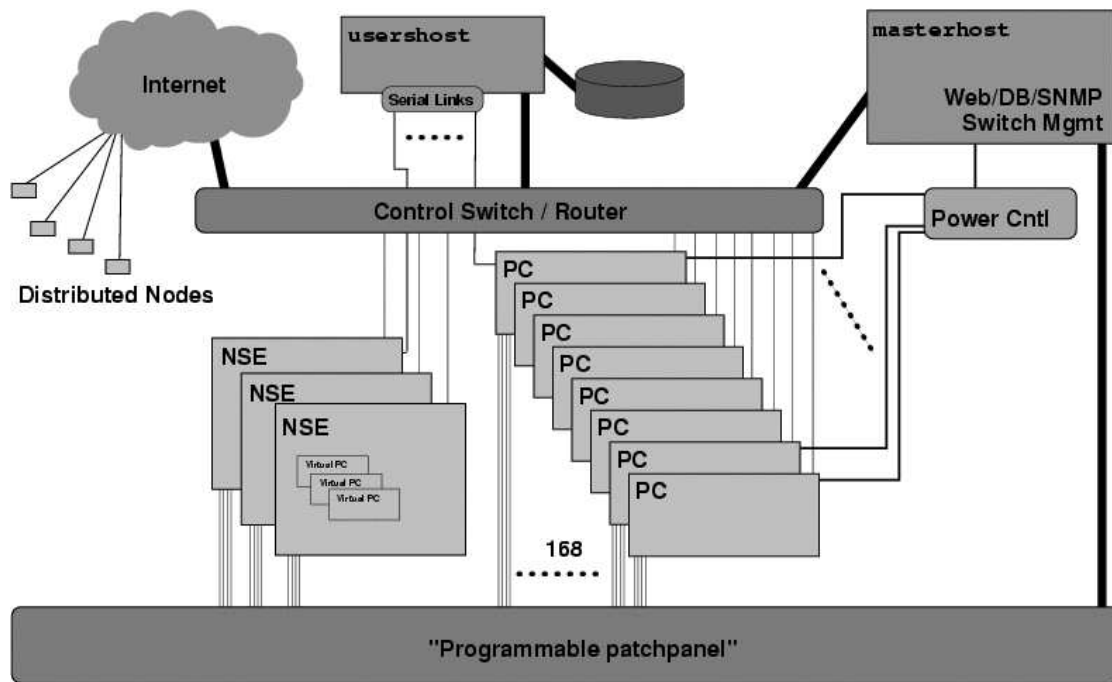 usershost
masterhost
Internet
Serial Links
Web/DB/SNMP
Switch Mgmt
Control Switch / Router
Power Cntl
Distributed Nodes
PC
PC
PC
PC
PC
PC
PC
PC
NSE
NSE
NSE
Virtual PC
Virtual PC
Virtual PC
168
"Programmable patchpanel"